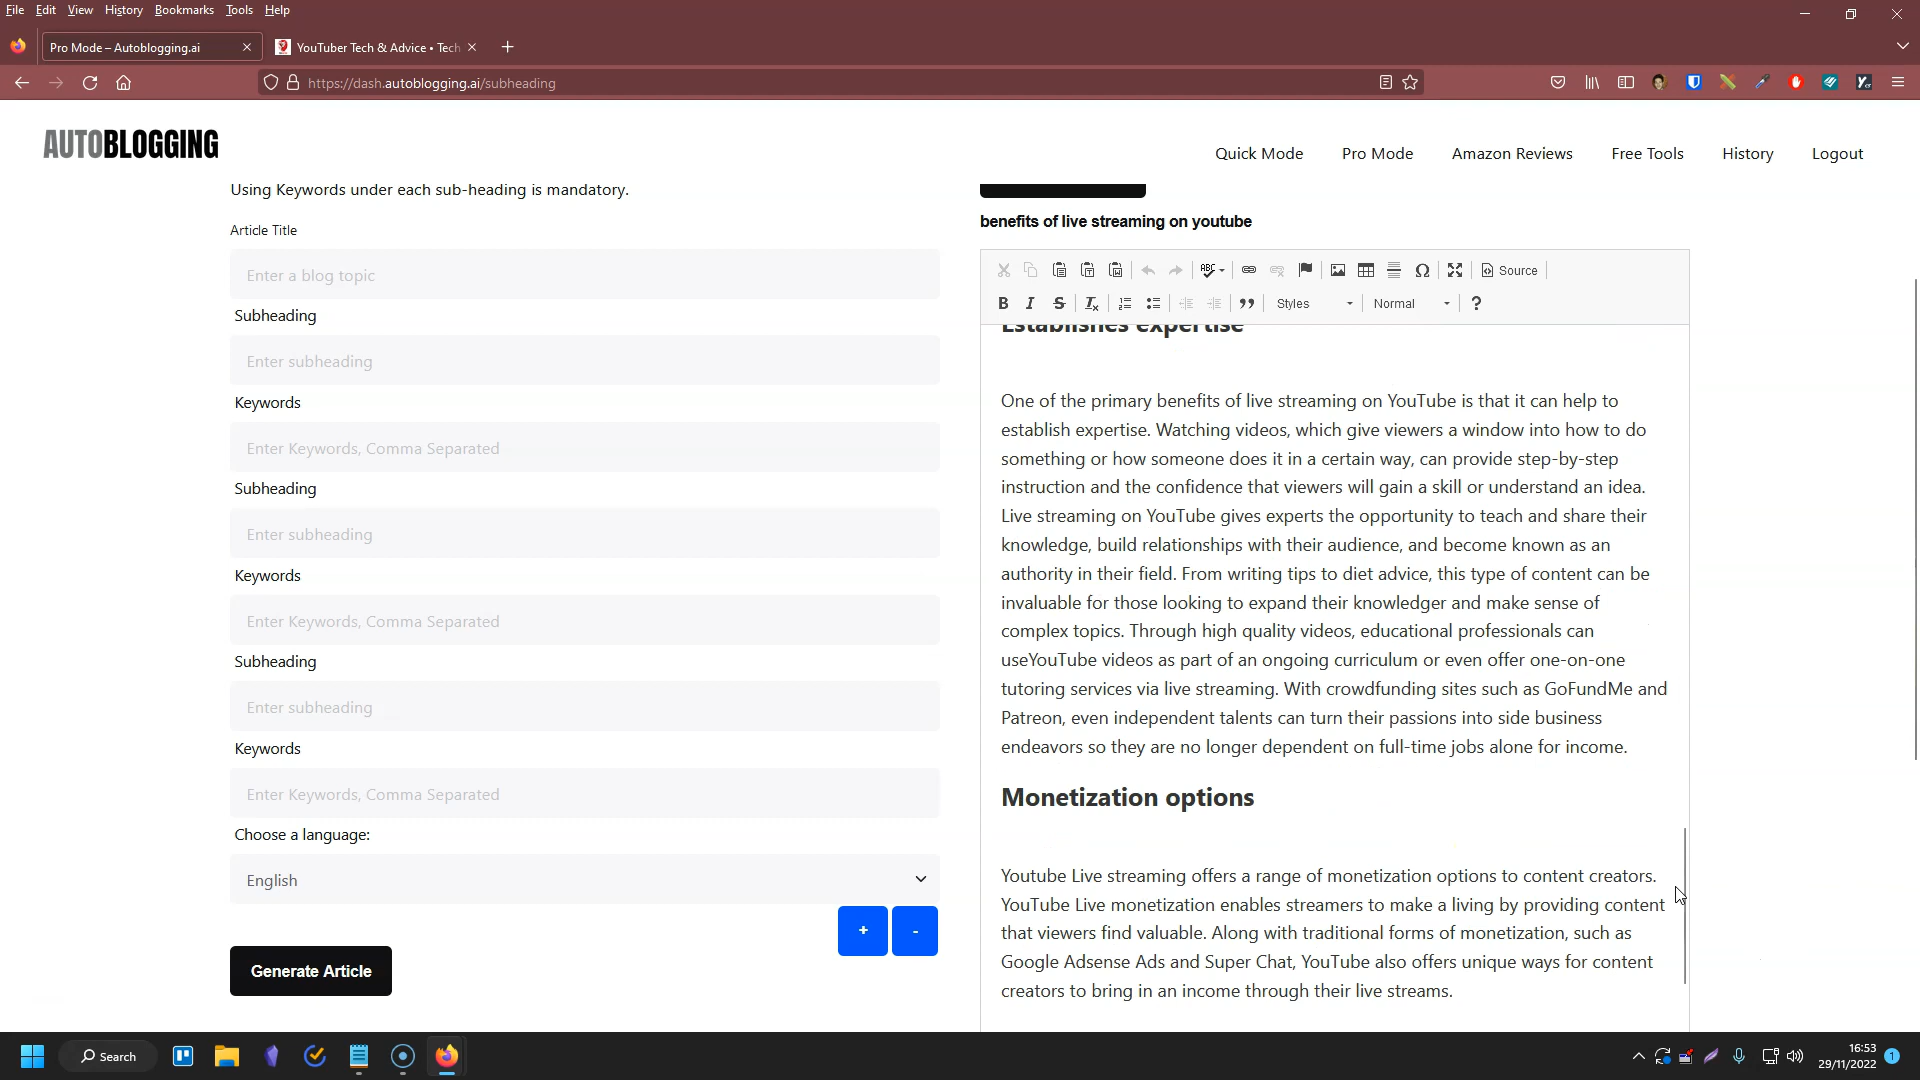 File Edit View History Bookmarks Tools Help
Pro Mode – Autoblogging.ai
YouTuber Tech & Advice • Tech
https://dash.autoblogging.ai/subheading
AUTOBLOGGING
Quick Mode Pro Mode Amazon Reviews Free Tools History Logout
Using Keywords under each sub-heading is mandatory.
Article Title
Enter a blog topic
Subheading
Enter subheading
Keywords
Enter Keywords, Comma Separated
Subheading
Enter subheading
Keywords
Enter Keywords, Comma Separated
Subheading
Enter subheading
Keywords
Enter Keywords, Comma Separated
Choose a language:
English
+ -
Generate Article
benefits of live streaming on youtube
Source
Styles Normal ?
Establishes expertise
One of the primary benefits of live streaming on YouTube is that it can help to
establish expertise. Watching videos, which give viewers a window into how to do
something or how someone does it in a certain way, can provide step-by-step
instruction and the confidence that viewers will gain a skill or understand an idea.
Live streaming on YouTube gives experts the opportunity to teach and share their
knowledge, build relationships with their audience, and become known as an
authority in their field. From writing tips to diet advice, this type of content can be
invaluable for those looking to expand their knowledger and make sense of
complex topics. Through high quality videos, educational professionals can
useYouTube videos as part of an ongoing curriculum or even offer one-on-one
tutoring services via live streaming. With crowdfunding sites such as GoFundMe and
Patreon, even independent talents can turn their passions into side business
endeavors so they are no longer dependent on full-time jobs alone for income.
Monetization options
Youtube Live streaming offers a range of monetization options to content creators.
YouTube Live monetization enables streamers to make a living by providing content
that viewers find valuable. Along with traditional forms of monetization, such as
Google Adsense Ads and Super Chat, YouTube also offers unique ways for content
creators to bring in an income through their live streams.
Search
16:53
29/11/2022
1